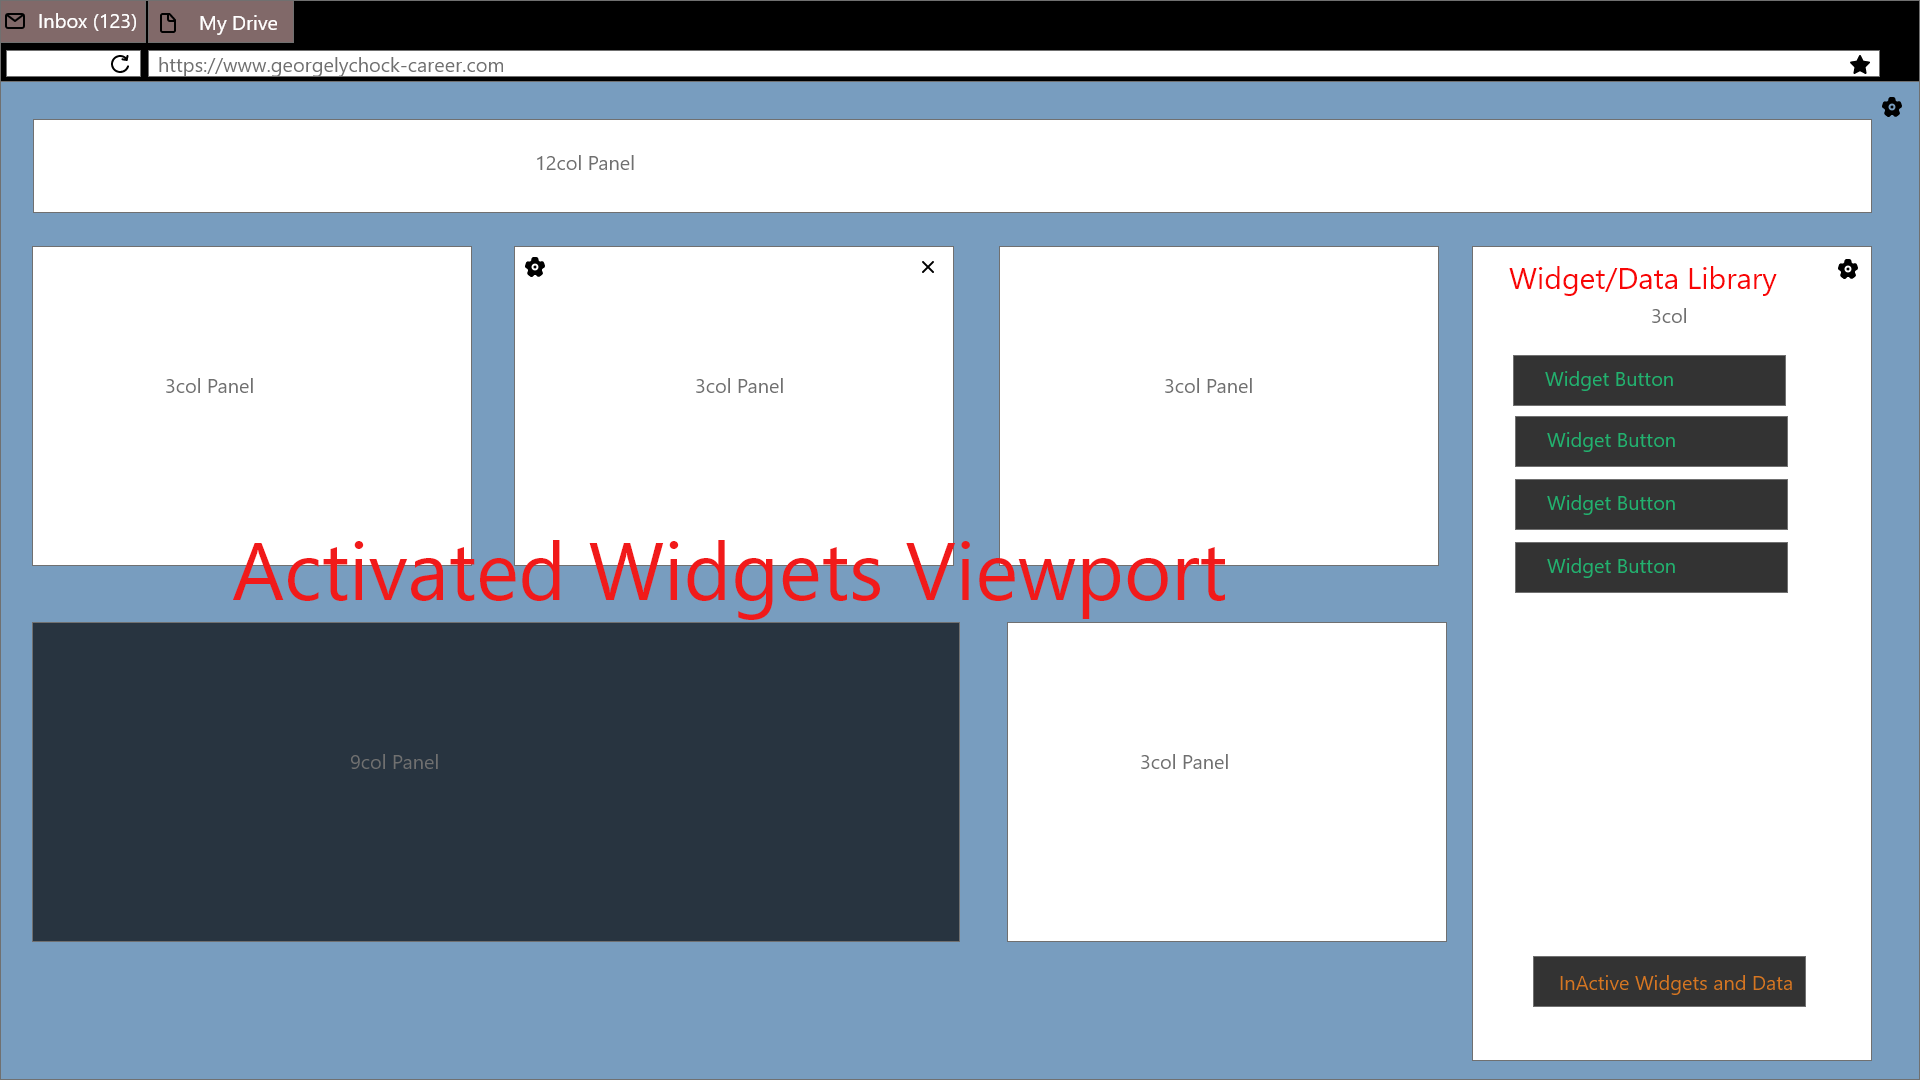 Inbox (123)
My Drive
https://www.georgelychock-career.com
12col Panel
3col Panel
3col Panel
3col Panel
Widget/Data Library
3col
Widget Button
Widget Button
Widget Button
Widget Button
Activated Widgets Viewport
9col Panel
3col Panel
InActive Widgets and Data